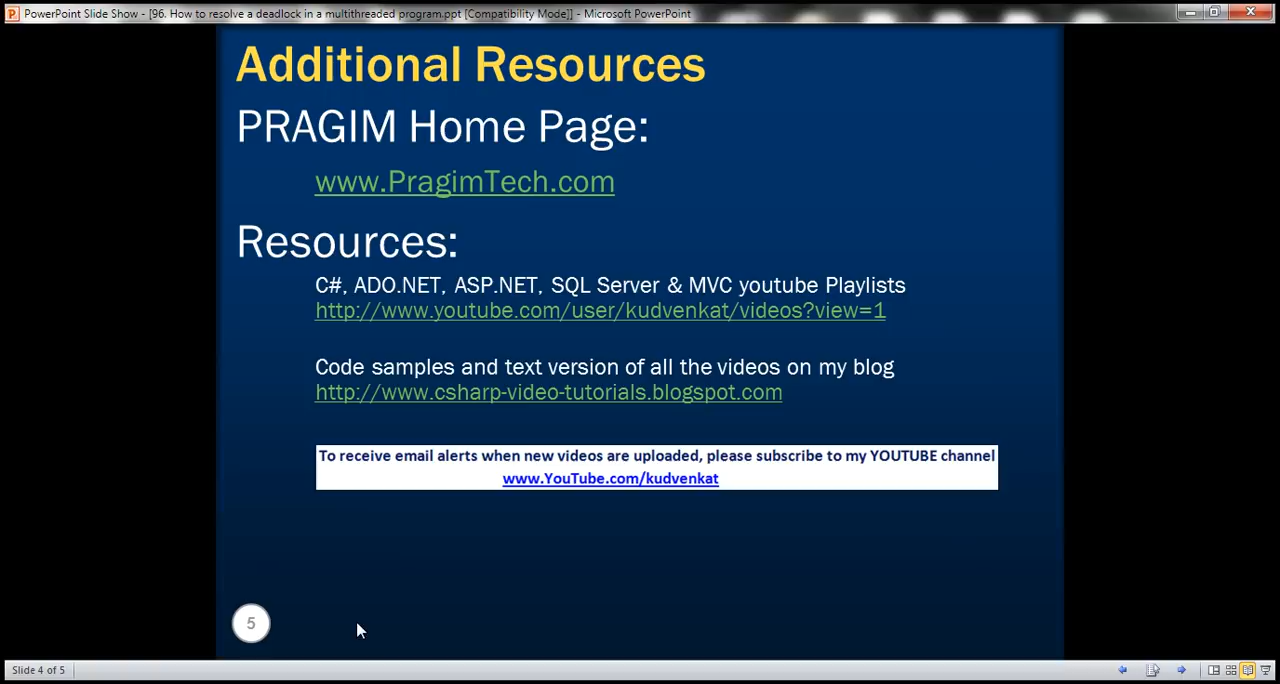 PowerPoint Slide Show - [96. How to resolve a deadlock in a multithreaded program.ppt [Compatibility Mode]] - Microsoft PowerPoint
Additional Resources
PRAGIM Home Page:
www.PragimTech.com
Resources:
C#, ADO.NET, ASP.NET, SQL Server & MVC youtube Playlists
http://www.youtube.com/user/kudvenkat/videos?view=1
Code samples and text version of all the videos on my blog
http://www.csharp-video-tutorials.blogspot.com
To receive email alerts when new videos are uploaded, please subscribe to my YOUTUBE channel
www.YouTube.com/kudvenkat
5
Slide 4 of 5